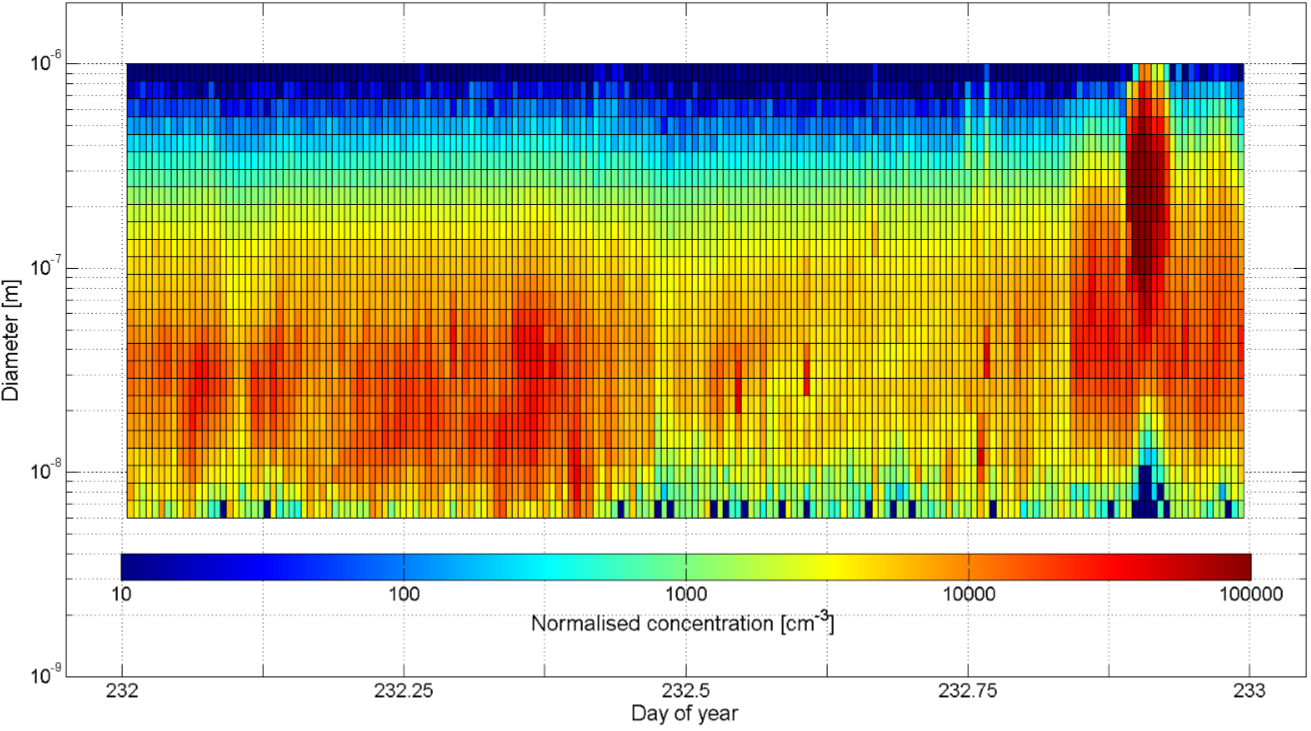 10⁻⁶
10⁻⁷
10⁻⁸
10⁻⁹
Diameter [m]
10 100 1000 10000 100000
Normalised concentration [cm⁻³]
232 232.25 232.5 232.75 233
Day of year